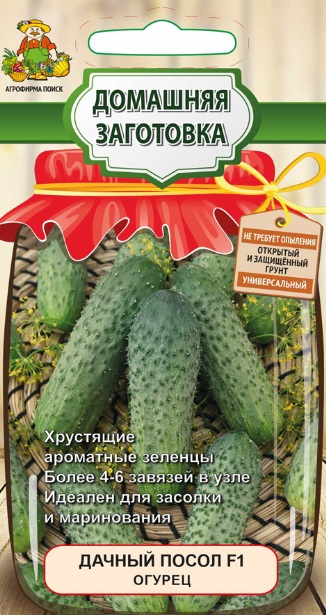 АГРОФИРМА ПОИСК
ДОМАШНЯЯ
ЗАГОТОВКА
НЕ ТРЕБУЕТ ОПЫЛЕНИЯ
ОТКРЫТЫЙ
И ЗАЩИЩЁННЫЙ
ГРУНТ
УНИВЕРСАЛЬНЫЙ
Хрустящие
ароматные зеленцы
Более 4-6 завязей в узле
Идеален для засолки
и маринования
ДАЧНЫЙ ПОСОЛ F1
ОГУРЕЦ